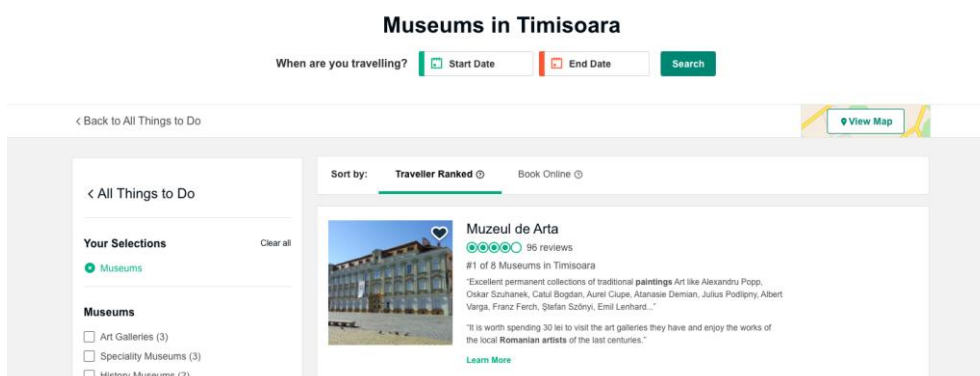 Museums in Timisoara
When are you travelling? Start Date End Date Search
< Back to All Things to Do View Map
< All Things to Do
Your Selections Clear all
Museums
Museums
Art Galleries (3)
Speciality Museums (3)
History Museums (2)
Sort by: Traveller Ranked Book Online
Muzeul de Arta
96 reviews
#1 of 8 Museums in Timisoara
“Excellent permanent collections of traditional paintings Art like Alexandru Popp,
Oskar Szuhanek, Catul Bogdan, Aurel Ciupe, Atanasie Demian, Julius Podlipny, Albert
Varga, Franz Ferch, Ştefan Szönyi, Emil Lenhard...”
“It is worth spending 30 lei to visit the art galleries they have and enjoy the works of
the local Romanian artists of the last centuries.”
Learn More